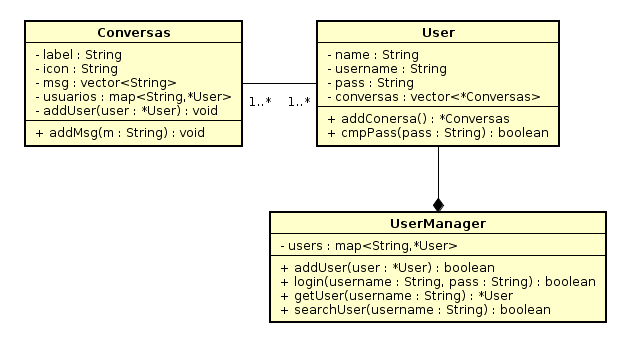 Conversas
- label : String
- icon : String
- msg : vector<String>
- usuarios : map<String,*User>
- addUser(user : *User) : void
+ addMsg(m : String) : void
1..*
1..*
User
- name : String
- username : String
- pass : String
- conversas : vector<*Conversas>
+ addConersa() : *Conversas
+ cmpPass(pass : String) : boolean
UserManager
- users : map<String,*User>
+ addUser(user : *User) : boolean
+ login(username : String, pass : String) : boolean
+ getUser(username : String) : *User
+ searchUser(username : String) : boolean